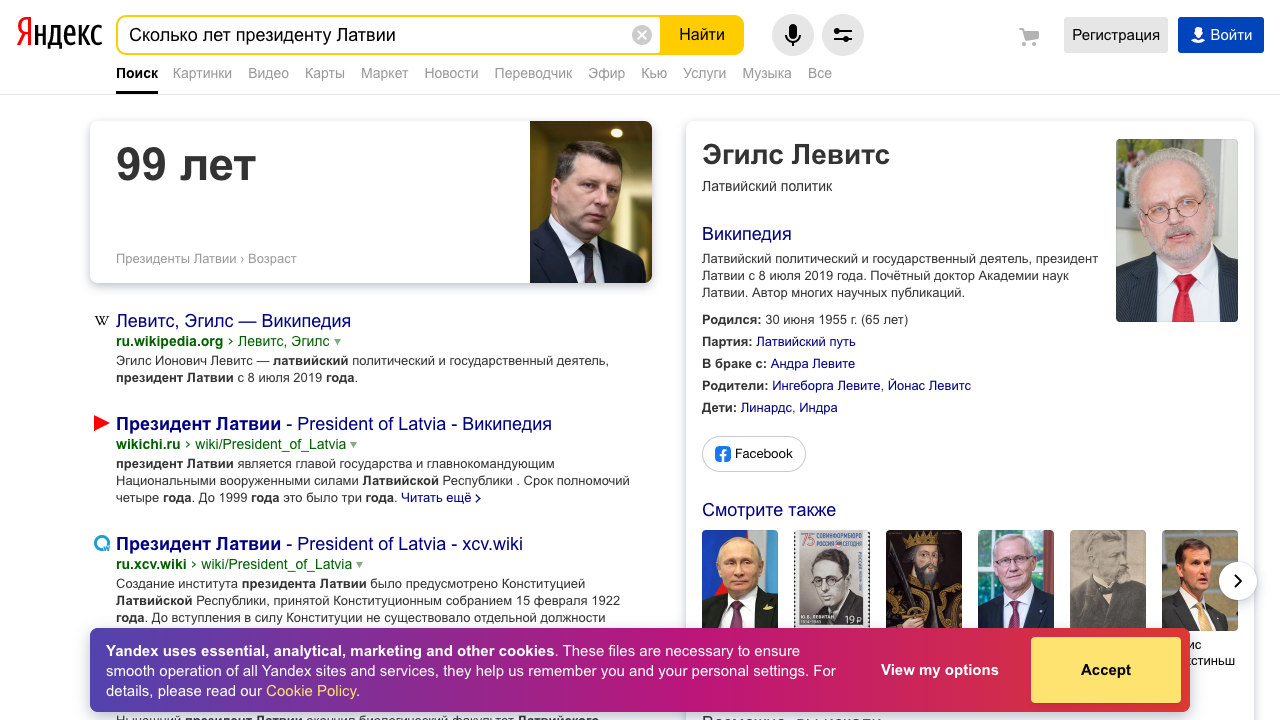 Яндекс
Сколько лет президенту Латвии
Найти
Регистрация
Войти
Поиск Картинки Видео Карты Маркет Новости Переводчик Эфир Кью Услуги Музыка Все
99 лет
Президенты Латвии › Возраст
Левитс, Эгилс — Википедия
ru.wikipedia.org › Левитс, Эгилс
Эгилс Ионович Левитс — латвийский политический и государственный деятель,
президент Латвии с 8 июля 2019 года.
Президент Латвии - President of Latvia - Википедия
wikichi.ru › wiki/President_of_Latvia
президент Латвии является главой государства и главнокомандующим
Национальными вооруженными силами Латвийской Республики . Срок полномочий
четыре года. До 1999 года это было три года. Читать ещё ›
Президент Латвии - President of Latvia - xcv.wiki
ru.xcv.wiki › wiki/President_of_Latvia
Создание института президента Латвии было предусмотрено Конституцией
Латвийской Республики, принятой Конституционным собранием 15 февраля 1922
года. До вступления в силу Конституции не существовало отдельной должности
Эгилс Левитс
Латвийский политик
Википедия
Латвийский политический и государственный деятель, президент
Латвии с 8 июля 2019 года. Почётный доктор Академии наук
Латвии. Автор многих научных публикаций.
Родился: 30 июня 1955 г. (65 лет)
Партия: Латвийский путь
В браке с: Андра Левите
Родители: Ингеборга Левите, Йонас Левитс
Дети: Линардс, Индра
Facebook
Смотрите также
75 СОВИНФОРМБЮРО
РОССИЯ СЕГОДНЯ
19 ₽
Yandex uses essential, analytical, marketing and other cookies. These files are necessary to ensure
smooth operation of all Yandex sites and services, they help us remember you and your personal settings. For
details, please read our Cookie Policy.
View my options
Accept